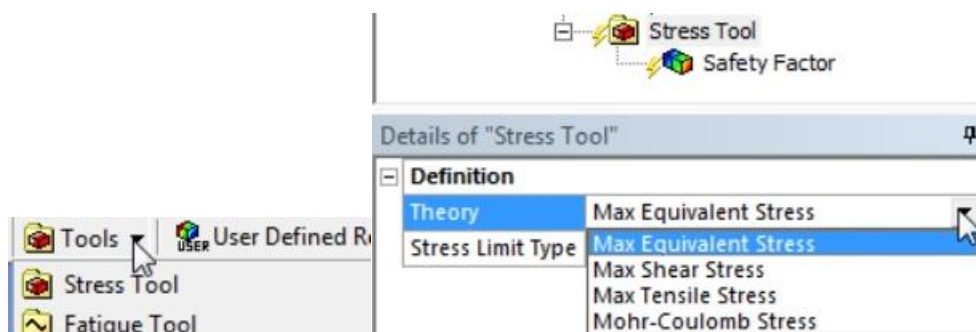 Stress Tool
Safety Factor
Details of "Stress Tool"
Definition
Theory Max Equivalent Stress
Stress Limit Type Max Equivalent Stress
Max Shear Stress
Max Tensile Stress
Mohr-Coulomb Stress
Tools USER User Defined R
Stress Tool
Fatigue Tool